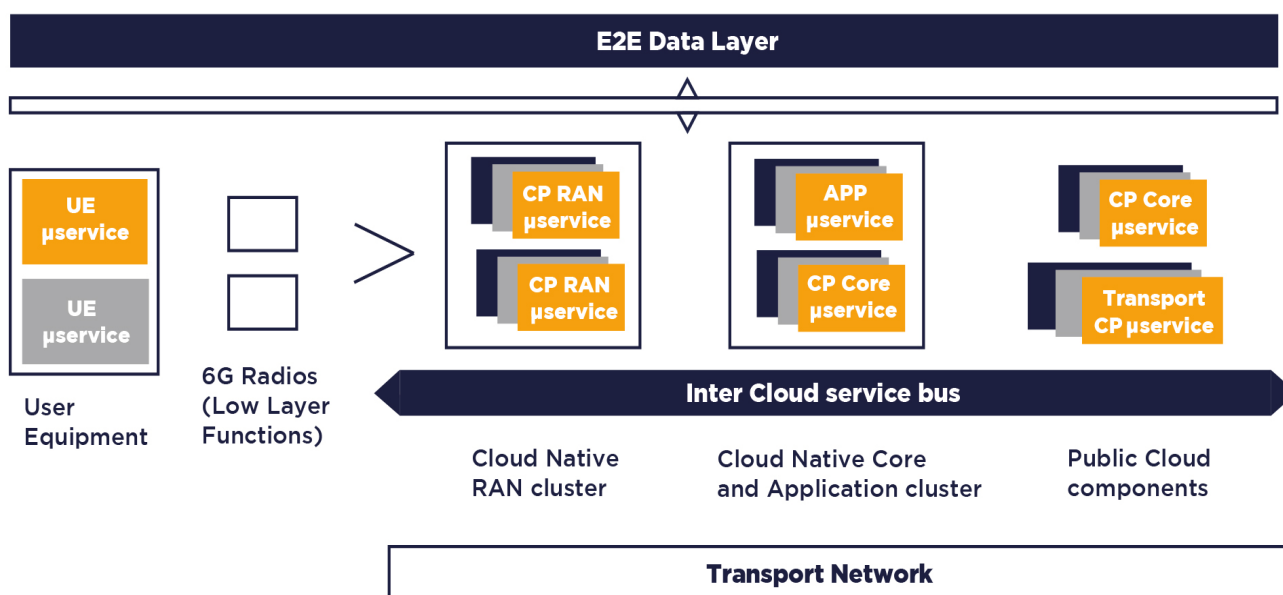 E2E Data Layer
UE
μservice
UE
μservice
User
Equipment
6G Radios
(Low Layer
Functions)
CP RAN
μservice
CP RAN
μservice
APP
μservice
CP Core
μservice
CP Core
μservice
Transport
CP μservice
Inter Cloud service bus
Cloud Native
RAN cluster
Cloud Native Core
and Application cluster
Public Cloud
components
Transport Network